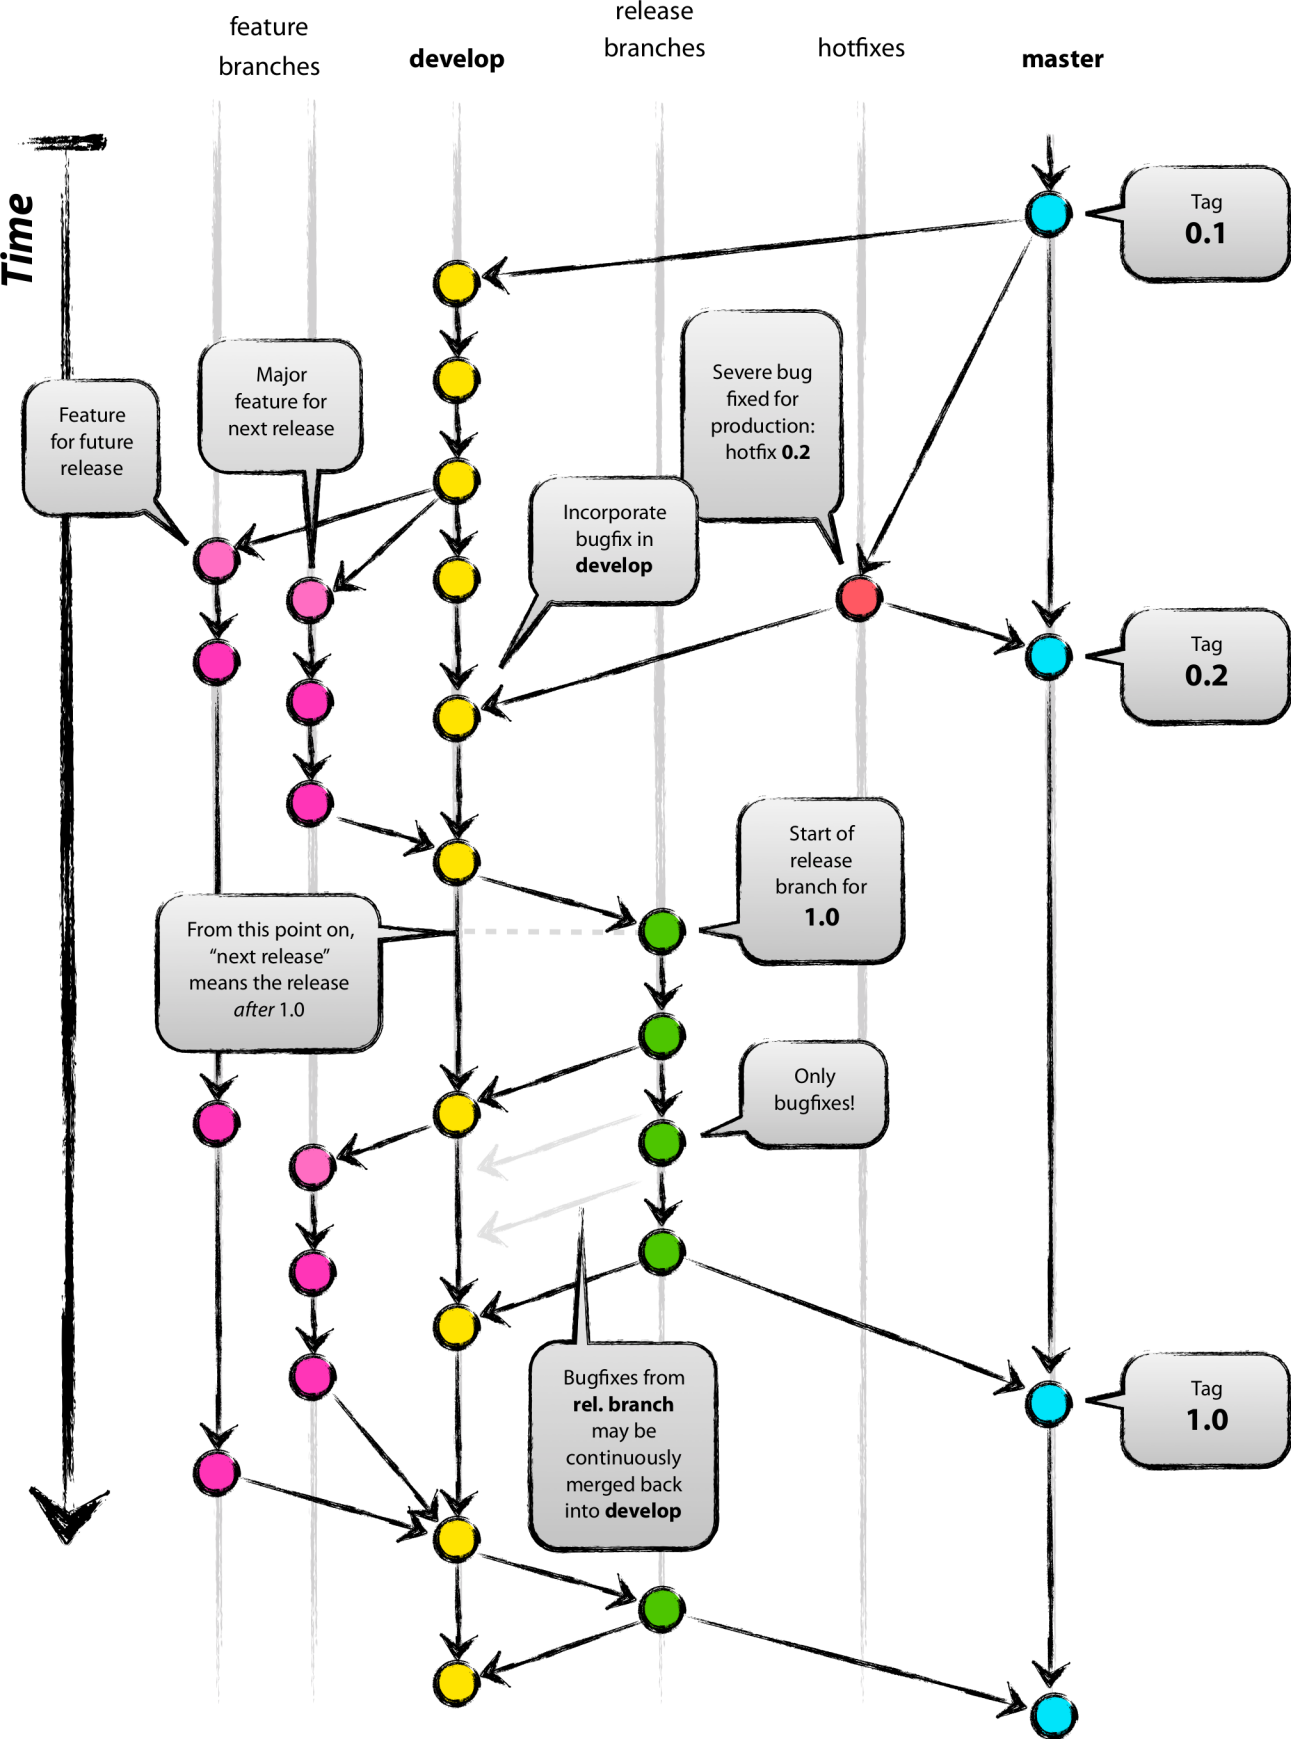 feature
branches
develop
release
branches
hotfixes
master
Time
Tag
0.1
Major
feature for
next release
Feature
for future
release
Severe bug
fixed for
production:
hotfix 0.2
Incorporate
bugfix in
develop
Tag
0.2
Start of
release
branch for
1.0
From this point on,
“next release”
means the release
after 1.0
Only
bugfixes!
Bugfixes from
rel. branch
may be
continuously
merged back
into develop
Tag
1.0